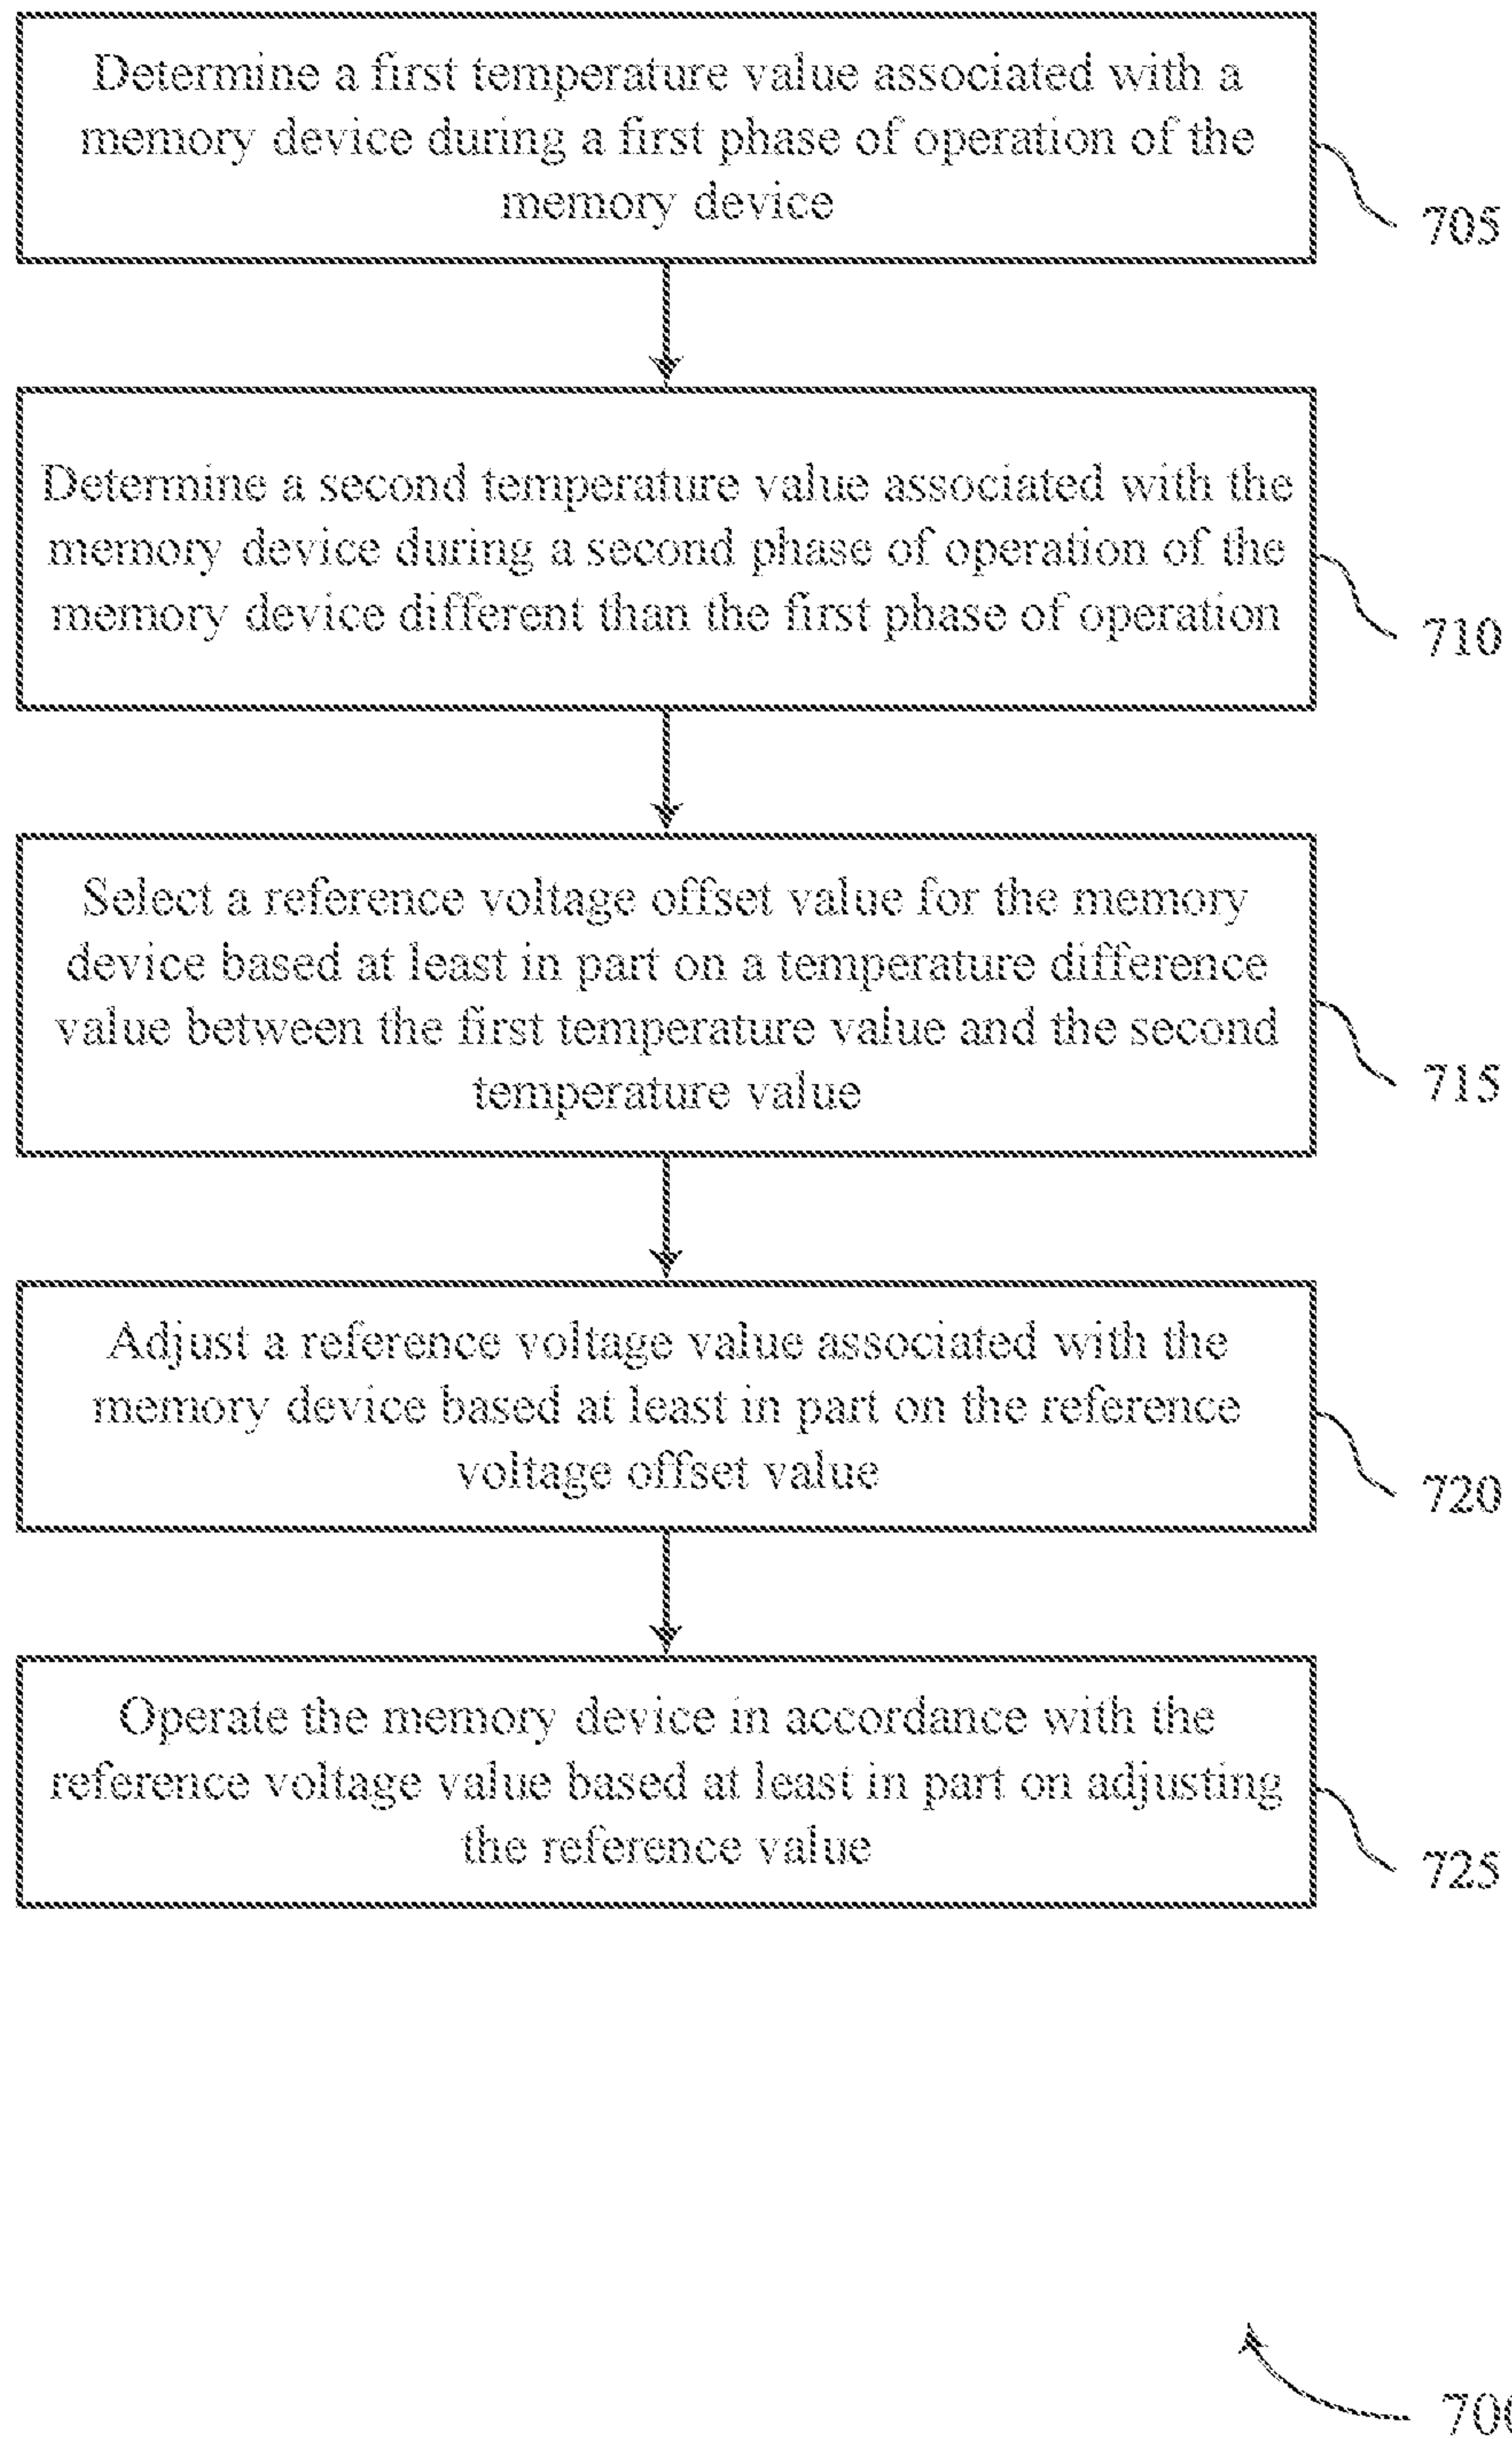 Determine a first temperature value associated with a
memory device during a first phase of operation of the
memory device
705
Determine a second temperature value associated with the
memory device during a second phase of operation of the
memory device different than the first phase of operation
710
Select a reference voltage offset value for the memory
device based at least in part on a temperature difference
value between the first temperature value and the second
temperature value
715
Adjust a reference voltage value associated with the
memory device based at least in part on the reference
voltage offset value
720
Operate the memory device in accordance with the
reference voltage value based at least in part on adjusting
the reference value
725
700